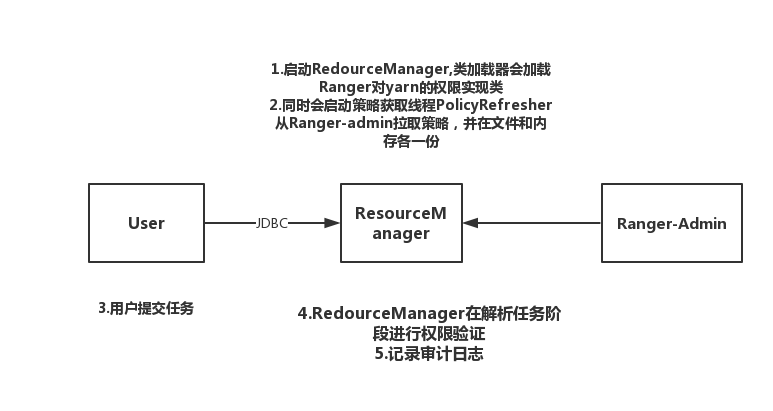 1.启动RedourceManager,类加载器会加载
Ranger对yarn的权限实现类
2.同时会启动策略获取线程PolicyRefresher
从Ranger-admin拉取策略，并在文件和内
存各一份
User
JDBC
ResourceM
anager
Ranger-Admin
3.用户提交任务
4.RedourceManager在解析任务阶
段进行权限验证
5.记录审计日志